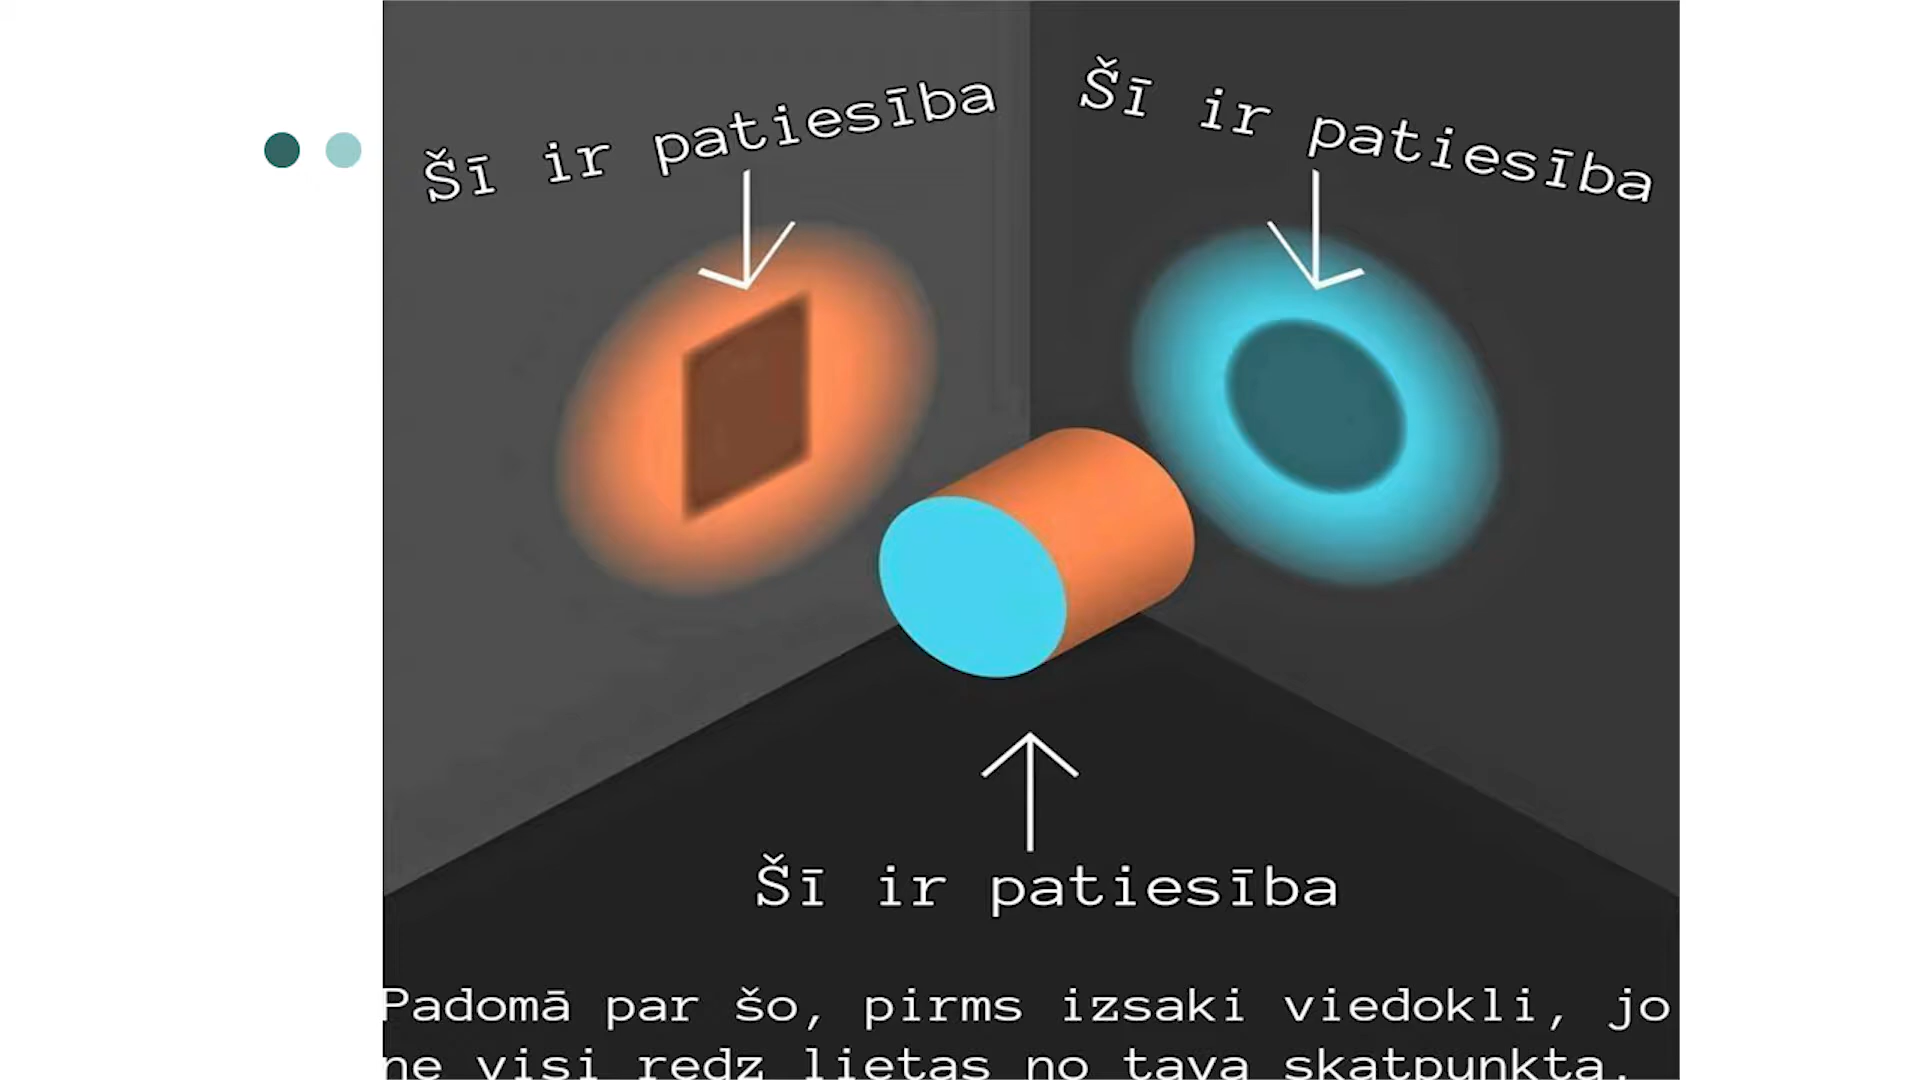 Šī ir patiesība
Šī ir patiesība
Šī ir patiesība
Padomā par šo, pirms izsaki viedokli, jo
ne visi redz lietas no tava skatpunkta.